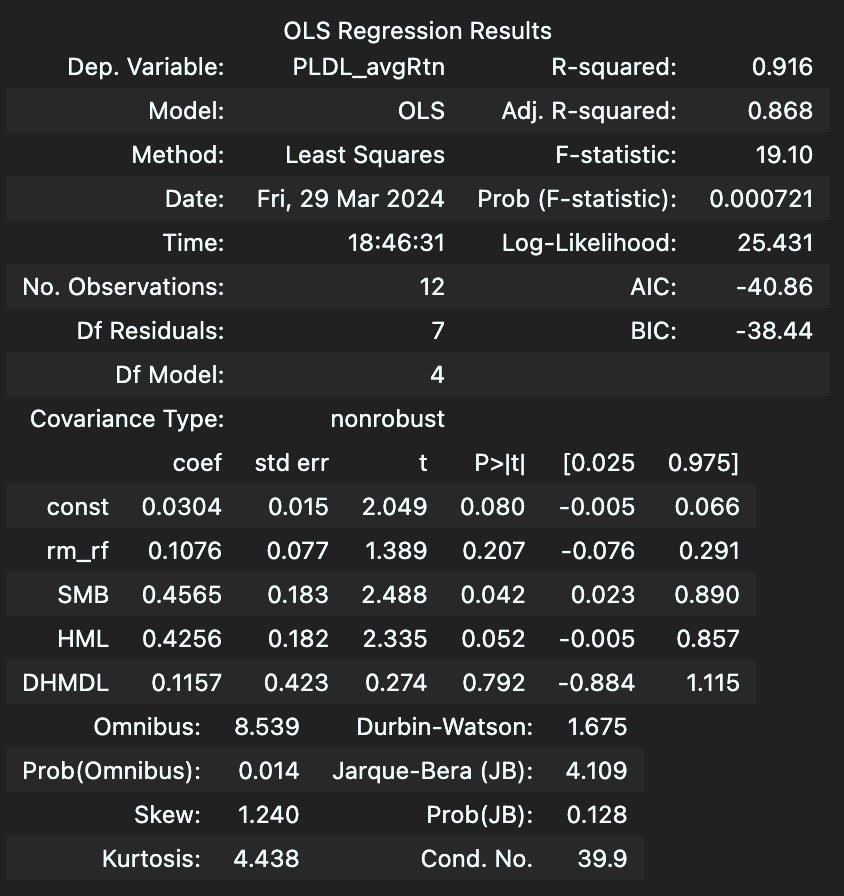 OLS Regression Results
Dep. Variable: PLDL_avgRtn R-squared: 0.916
Model: OLS Adj. R-squared: 0.868
Method: Least Squares F-statistic: 19.10
Date: Fri, 29 Mar 2024 Prob (F-statistic): 0.000721
Time: 18:46:31 Log-Likelihood: 25.431
No. Observations: 12 AIC: -40.86
Df Residuals: 7 BIC: -38.44
Df Model: 4
Covariance Type: nonrobust
coef std err t P>|t| [0.025 0.975]
const 0.0304 0.015 2.049 0.080 -0.005 0.066
rm_rf 0.1076 0.077 1.389 0.207 -0.076 0.291
SMB 0.4565 0.183 2.488 0.042 0.023 0.890
HML 0.4256 0.182 2.335 0.052 -0.005 0.857
DHMDL 0.1157 0.423 0.274 0.792 -0.884 1.115
Omnibus: 8.539 Durbin-Watson: 1.675
Prob(Omnibus): 0.014 Jarque-Bera (JB): 4.109
Skew: 1.240 Prob(JB): 0.128
Kurtosis: 4.438 Cond. No. 39.9